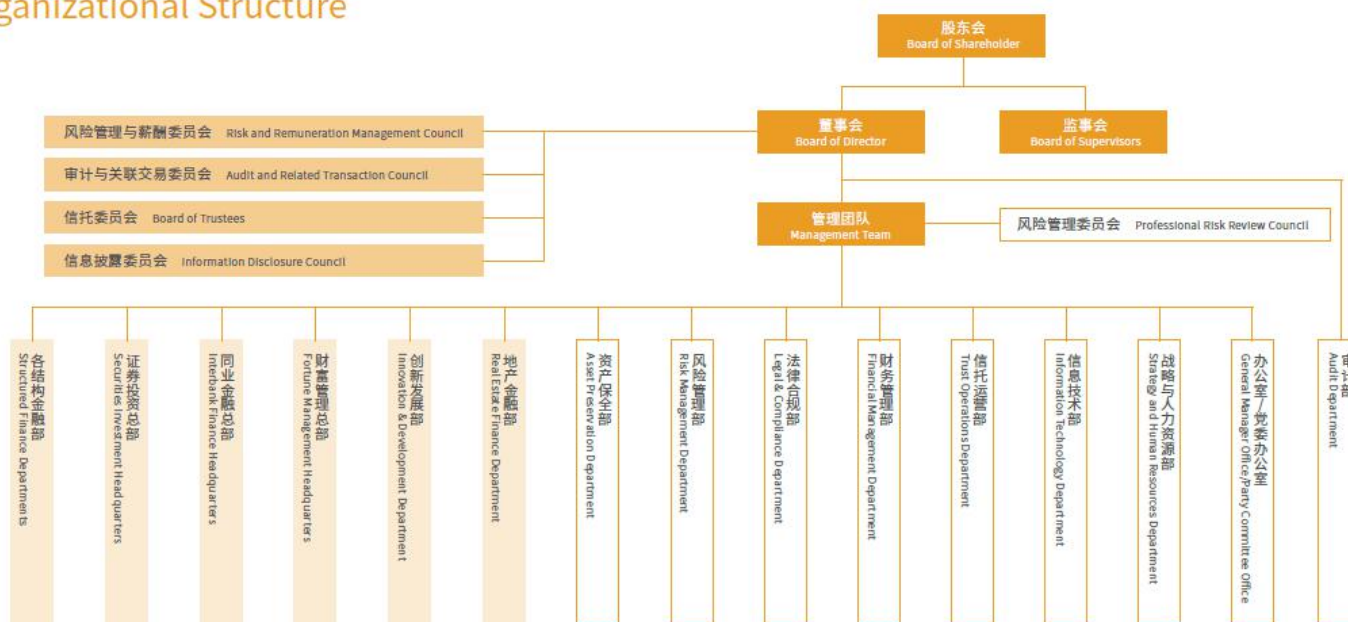 ganizational Structure
股东会
Board of Shareholder
董事会
Board of Director
监事会
Board of Supervisors
风险管理与薪酬委员会 Risk and Remuneration Management Council
审计与关联交易委员会 Audit and Related Transaction Council
信托委员会 Board of Trustees
信息披露委员会 Information Disclosure Council
管理团队
Management Team
风险管理委员会 Professional Risk Review Council
各结构金融部
Structured Finance Departments
证券投资总部
Securities Investment Headquarters
同业金融总部
Interbank Finance Headquarters
财富管理总部
Fortune Management Headquarters
创新发展部
Innovation & Development Department
地产金融部
Real Estate Finance Department
资产保全部
Asset Preservation Department
风险管理部
Risk Management Department
法律合规部
Legal & Compliance Department
财务管理部
Financial Management Department
信托运营部
Trust Operations Department
信息技术部
Information Technology Department
战略与人力资源部
Strategy and Human Resources Department
办公室/党委办公室
General Manager Office/Party Committee Office
Audit Department